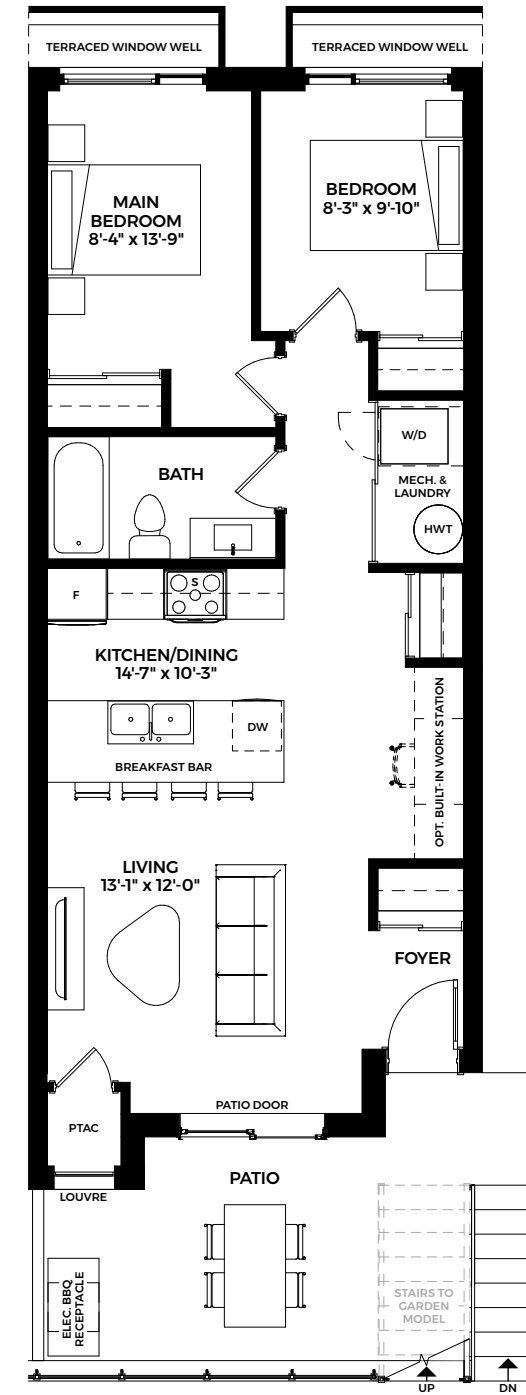 TERRACED WINDOW WELL
TERRACED WINDOW WELL
MAIN
BEDROOM
8'-4" x 13'-9"
BEDROOM
8'-3" x 9'-10"
W/D
MECH. &
LAUNDRY
HWT
BATH
F
S
KITCHEN/DINING
14'-7" x 10'-3"
DW
BREAKFAST BAR
OPT. BUILT-IN WORK STATION
LIVING
13'-1" x 12'-0"
FOYER
PATIO DOOR
PTAC
LOUVRE
PATIO
ELEC. BBQ
RECEPTACLE
STAIRS TO
GARDEN
MODEL
UP
DN